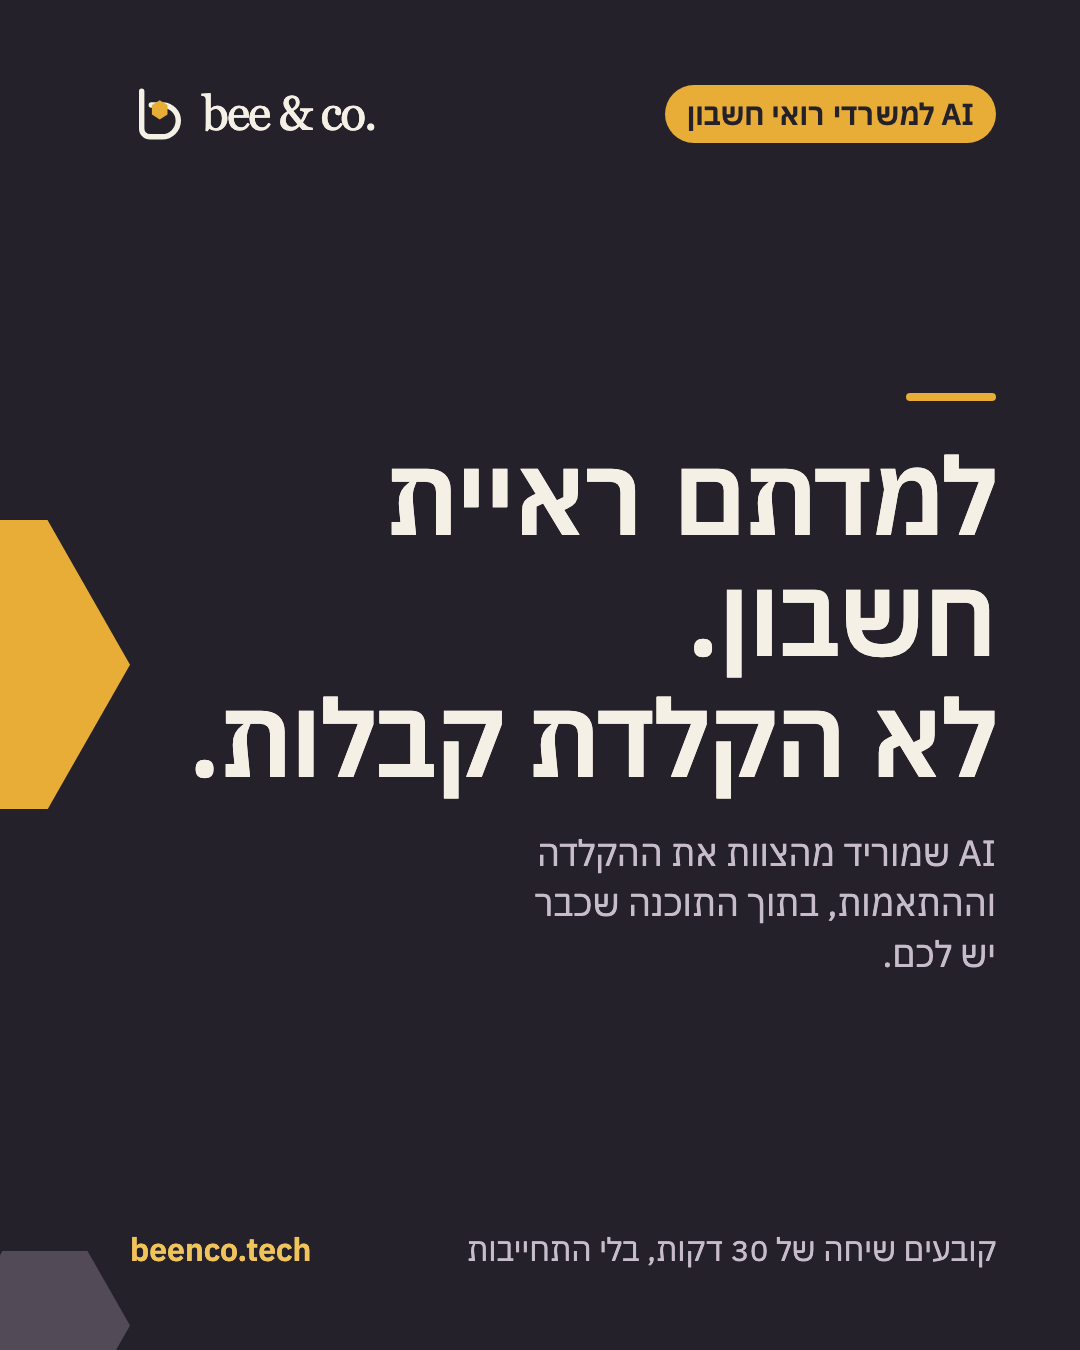 AI למשרדי רואי חשבון
bee & co.
למדתם ראיית
חשבון.
לא הקלדת קבלות.
AI שמוריד מהצוות את ההקלדה
וההתאמות, בתוך התוכנה שכבר
יש לכם.
קובעים שיחה של 30 דקות, בלי התחייבות
beenco.tech